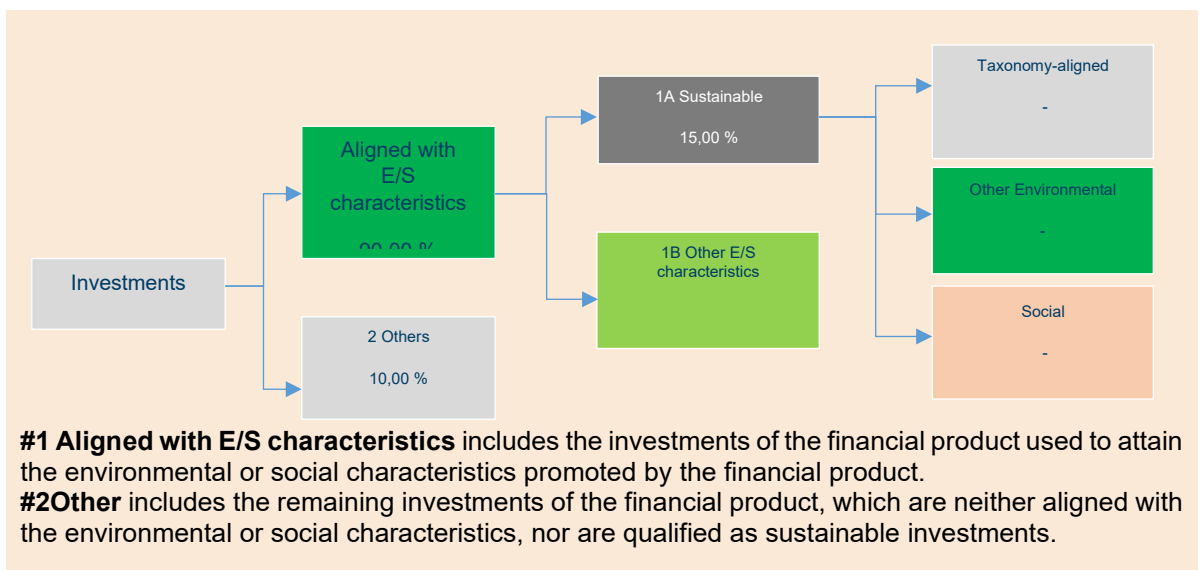 Taxonomy-aligned
-
1A Sustainable
15,00 %
Aligned with
E/S
characteristics
Other Environmental
-
1B Other E/S
characteristics
Investments
Social
-
2 Others
10,00 %
#1 Aligned with E/S characteristics includes the investments of the financial product used to attain
the environmental or social characteristics promoted by the financial product.
#2Other includes the remaining investments of the financial product, which are neither aligned with
the environmental or social characteristics, nor are qualified as sustainable investments.